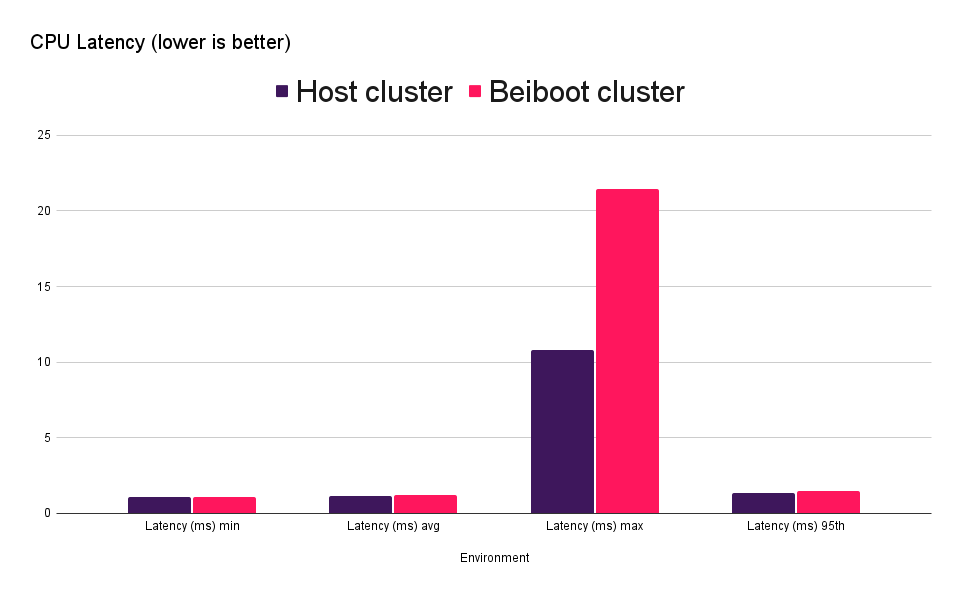 CPU Latency (lower is better)
Host cluster Beiboot cluster
25
20
15
10
5
0
Latency (ms) min Latency (ms) avg Latency (ms) max Latency (ms) 95th
Environment